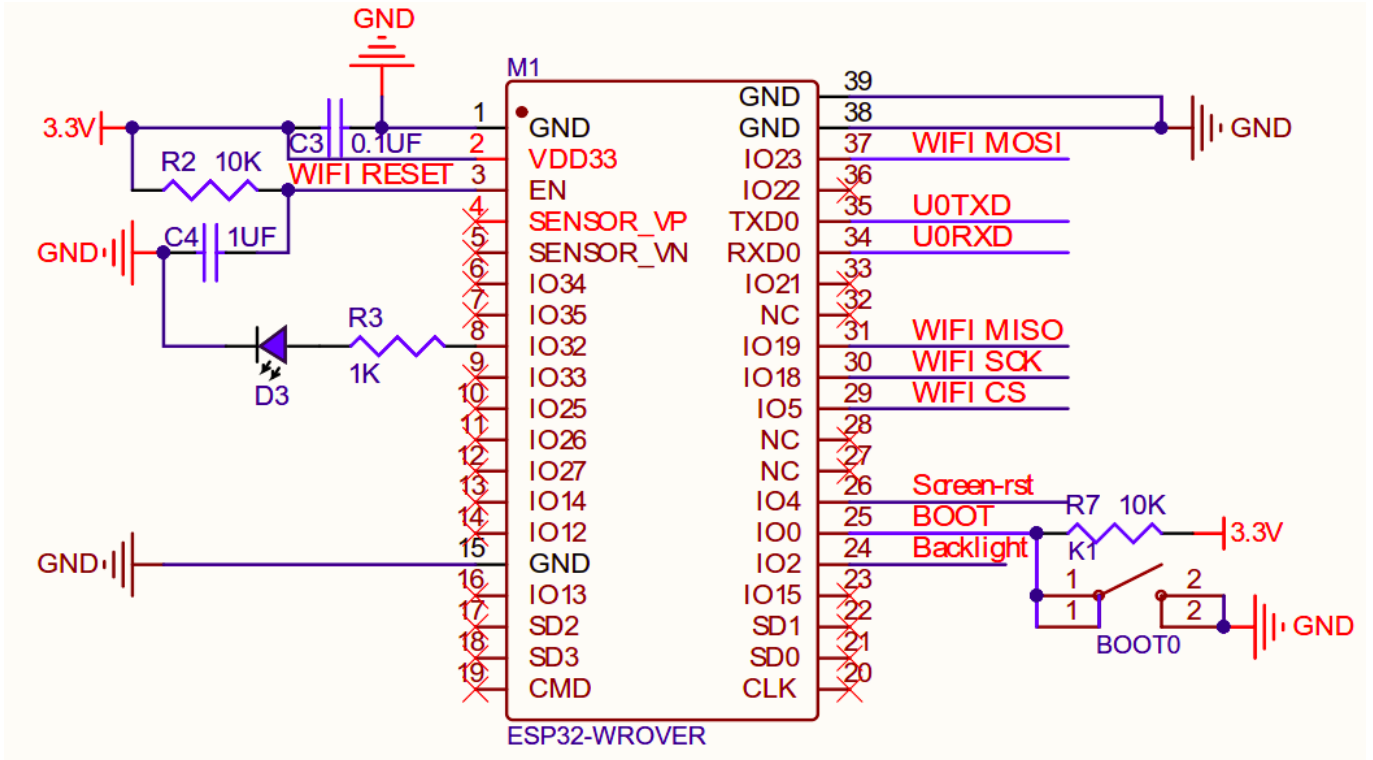 GND
M1
3.3V
C3 0.1UF
R2 10K
WIFI RESET
GND
C4 1UF
R3
1K
D3
GND
1 GND
2 VDD33
3 EN
4 SENSOR_VP
5 SENSOR_VN
6 IO34
7 IO35
8 IO32
9 IO33
10 IO25
11 IO26
12 IO27
13 IO14
14 IO12
15 GND
16 IO13
17 SD2
18 SD3
19 CMD
GND 39
GND 38
IO23 37 WIFI MOSI
IO22 36
TXD0 35 U0TXD
RXD0 34 U0RXD
IO21 33
NC 32
IO19 31 WIFI MISO
IO18 30 WIFI SCK
IO5 29 WIFI CS
NC 28
NC 27
IO4 26 Screen-rst
IO0 25 BOOT
IO2 24 Backlight
IO15 23
SD1 22
SD0 21
CLK 20
GND
R7 10K
3.3V
K1
1 2
1 2
BOOT0
GND
ESP32-WROVER